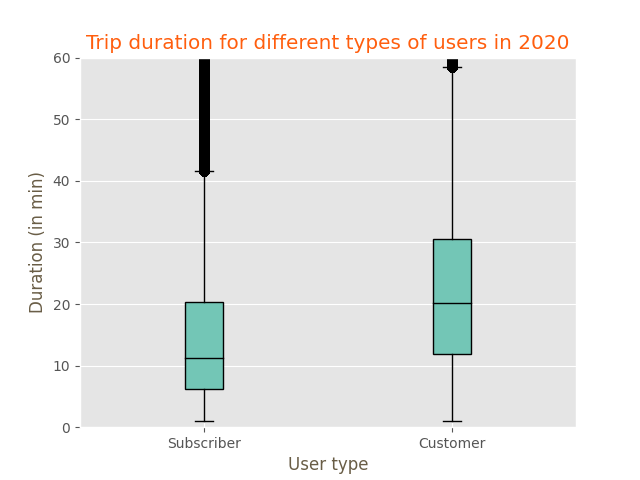 Trip duration for different types of users in 2020
60
50
40
30
20
10
0
Duration (in min)
Subscriber
Customer
User type